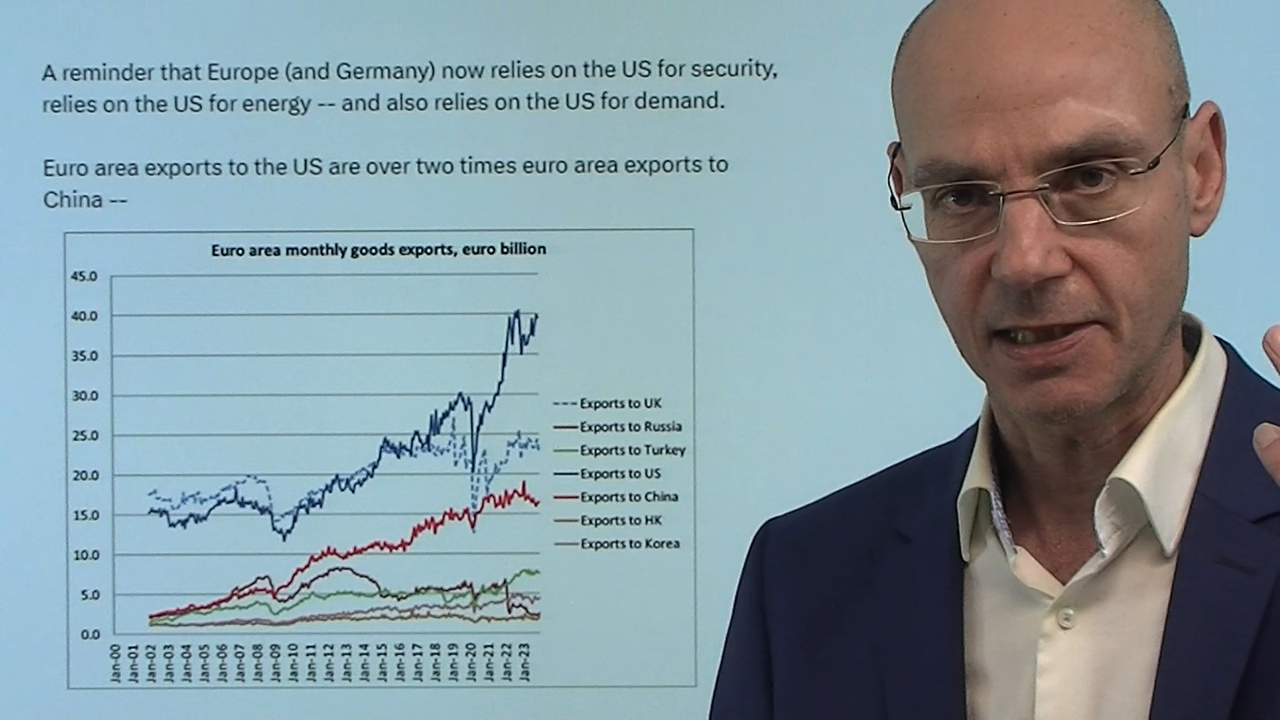 A reminder that Europe (and Germany) now relies on the US for security,
relies on the US for energy -- and also relies on the US for demand.
Euro area exports to the US are over two times euro area exports to
China --
Euro area monthly goods exports, euro billion
45.0
40.0
35.0
30.0
25.0
20.0
15.0
10.0
5.0
0.0
Exports to UK
Exports to Russia
Exports to Turkey
Exports to US
Exports to China
Exports to HK
Exports to Korea
Jan-00
Jan-01
Jan-02
Jan-03
Jan-04
Jan-05
Jan-06
Jan-07
Jan-08
Jan-09
Jan-10
Jan-11
Jan-12
Jan-13
Jan-14
Jan-15
Jan-16
Jan-17
Jan-18
Jan-19
Jan-20
Jan-21
Jan-22
Jan-23